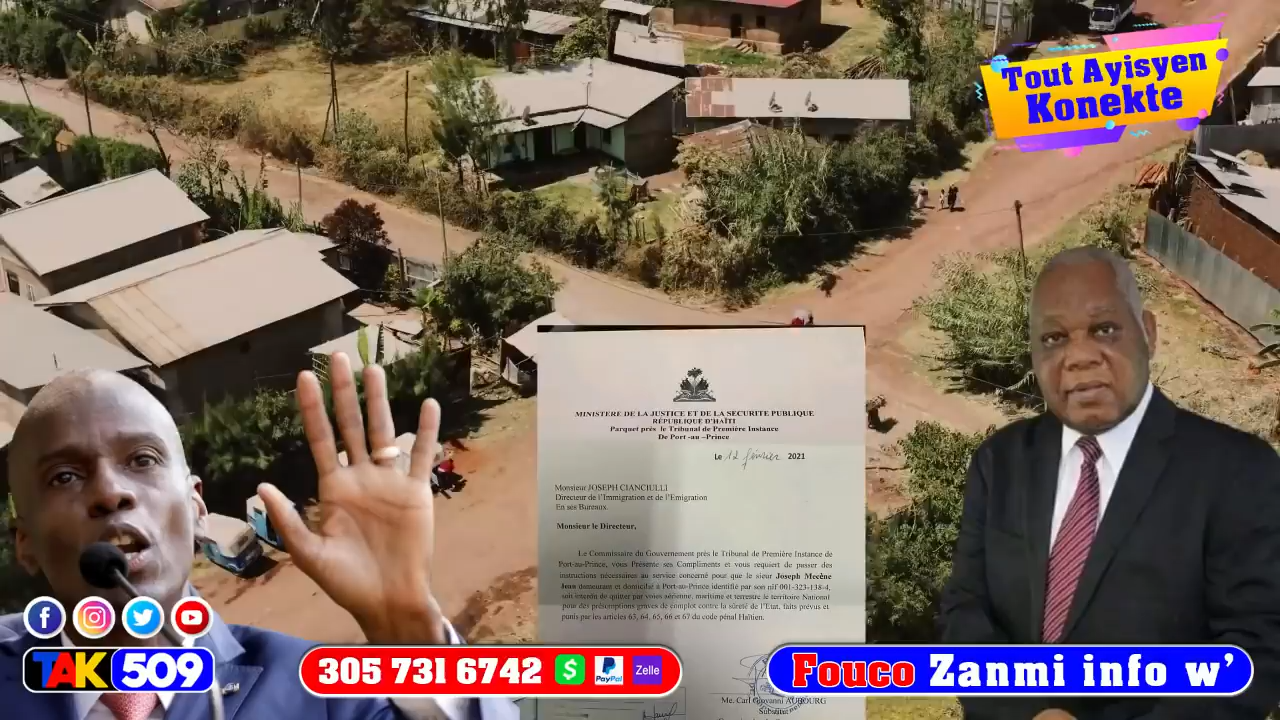 Tout Ayisyen
Konekte
MINISTERE DE LA JUSTICE ET DE LA SECURITE PUBLIQUE
RÉPUBLIQUE D'HAÏTI
Parquet près le Tribunal de Première Instance
De Port -au -Prince
Le 12 février 2021
Monsieur JOSEPH CIANCIULLI
Directeur de l'Immigration et de l'Emigration
En ses Bureaux.
Monsieur le Directeur,
Le Commissaire du Gouvernement près le Tribunal de Première Instance de
Port-au-Prince, vous Présente ses Compliments et vous requiert de passer des
instructions nécessaires au service concerné pour que le sieur Joseph Mecène
Jean demeurant et domicilié à Port-au-Prince identifié par son nif 001-323-138-4,
soit interdit de quitter par voies aérienne, maritime et terrestre le territoire National
pour des présomptions graves de complot contre la sûreté de l'Etat, faits prévus et
punis par les articles 63, 64, 65, 66 et 67 du code pénal Haïtien.
Me. Carl Giovanni AUBOURG
Substitut
TAK 509
305 731 6742
$ PayPal Zelle
Fouco Zanmi info w'